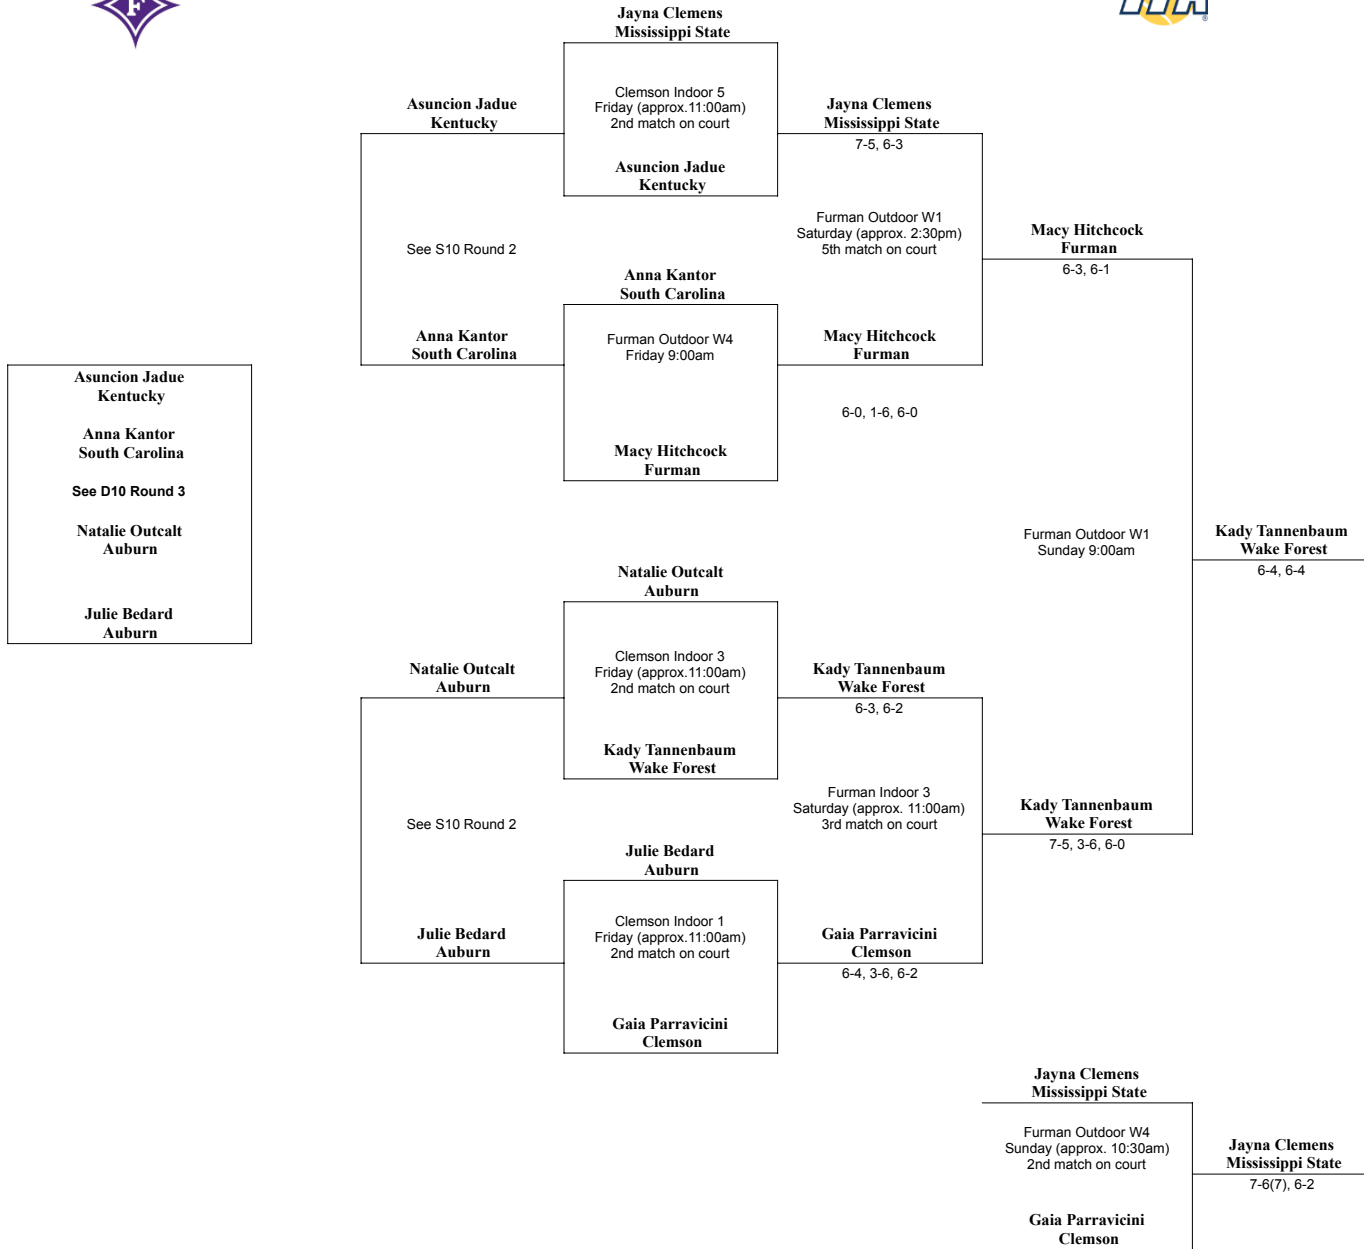 F
ITA
®
Jayna Clemens
Mississippi State
Clemson Indoor 5
Friday (approx.11:00am)
2nd match on court
Asuncion Jadue
Kentucky
Jayna Clemens
Mississippi State
7-5, 6-3
Asuncion Jadue
Kentucky
See S10 Round 2
Furman Outdoor W1
Saturday (approx. 2:30pm)
5th match on court
Macy Hitchcock
Furman
6-3, 6-1
Anna Kantor
South Carolina
Anna Kantor
South Carolina
Furman Outdoor W4
Friday 9:00am
Macy Hitchcock
Furman
6-0, 1-6, 6-0
Macy Hitchcock
Furman
Asuncion Jadue
Kentucky
Anna Kantor
South Carolina
See D10 Round 3
Natalie Outcalt
Auburn
Julie Bedard
Auburn
Furman Outdoor W1
Sunday 9:00am
Kady Tannenbaum
Wake Forest
6-4, 6-4
Natalie Outcalt
Auburn
Natalie Outcalt
Auburn
Clemson Indoor 3
Friday (approx.11:00am)
2nd match on court
Kady Tannenbaum
Wake Forest
6-3, 6-2
Kady Tannenbaum
Wake Forest
See S10 Round 2
Furman Indoor 3
Saturday (approx. 11:00am)
3rd match on court
Kady Tannenbaum
Wake Forest
7-5, 3-6, 6-0
Julie Bedard
Auburn
Julie Bedard
Auburn
Clemson Indoor 1
Friday (approx.11:00am)
2nd match on court
Gaia Parravicini
Clemson
6-4, 3-6, 6-2
Gaia Parravicini
Clemson
Jayna Clemens
Mississippi State
Furman Outdoor W4
Sunday (approx. 10:30am)
2nd match on court
Jayna Clemens
Mississippi State
7-6(7), 6-2
Gaia Parravicini
Clemson